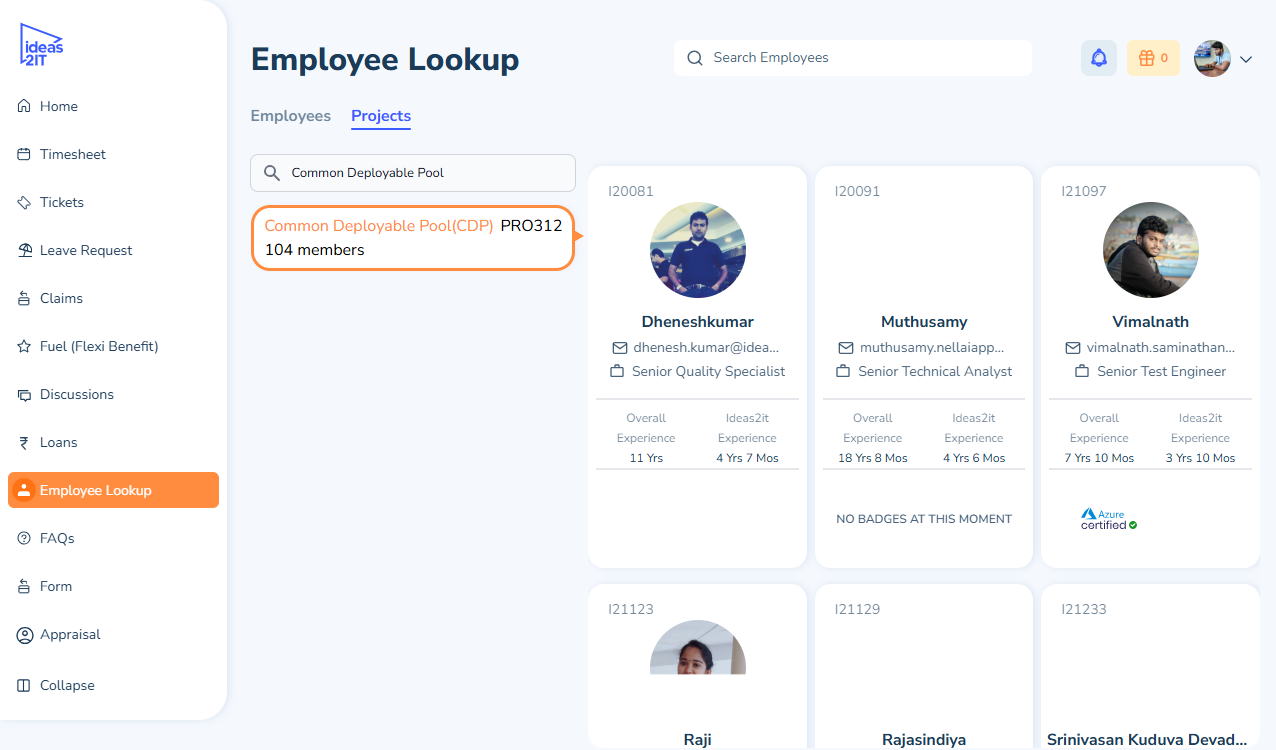 ideas
2IT
Home
Timesheet
Tickets
Leave Request
Claims
Fuel (Flexi Benefit)
Discussions
Loans
Employee Lookup
FAQs
Form
Appraisal
Collapse
Employee Lookup
Search Employees
0
Employees Projects
Common Deployable Pool
Common Deployable Pool(CDP) PRO312
104 members
I20081
Dheneshkumar
dhenesh.kumar@idea...
Senior Quality Specialist
Overall Experience
11 Yrs
Ideas2it Experience
4 Yrs 7 Mos
I20091
Muthusamy
muthusamy.nellaiapp...
Senior Technical Analyst
Overall Experience
18 Yrs 8 Mos
Ideas2it Experience
4 Yrs 6 Mos
NO BADGES AT THIS MOMENT
I21097
Vimalnath
vimalnath.saminathan...
Senior Test Engineer
Overall Experience
7 Yrs 10 Mos
Ideas2it Experience
3 Yrs 10 Mos
Azure
certified
I21123
Raji
I21129
Rajasindiya
I21233
Srinivasan Kuduva Devad...